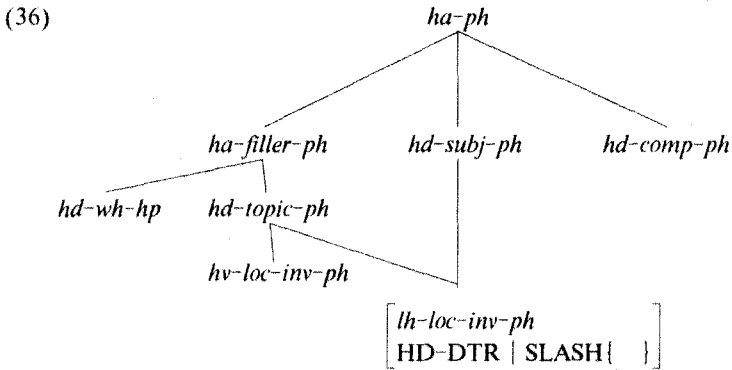 (36)
ha-ph
ha-filler-ph hd-subj-ph hd-comp-ph
hd-wh-hp hd-topic-ph
hv-loc-inv-ph
lh-loc-inv-ph
HD-DTR | SLASH{ }